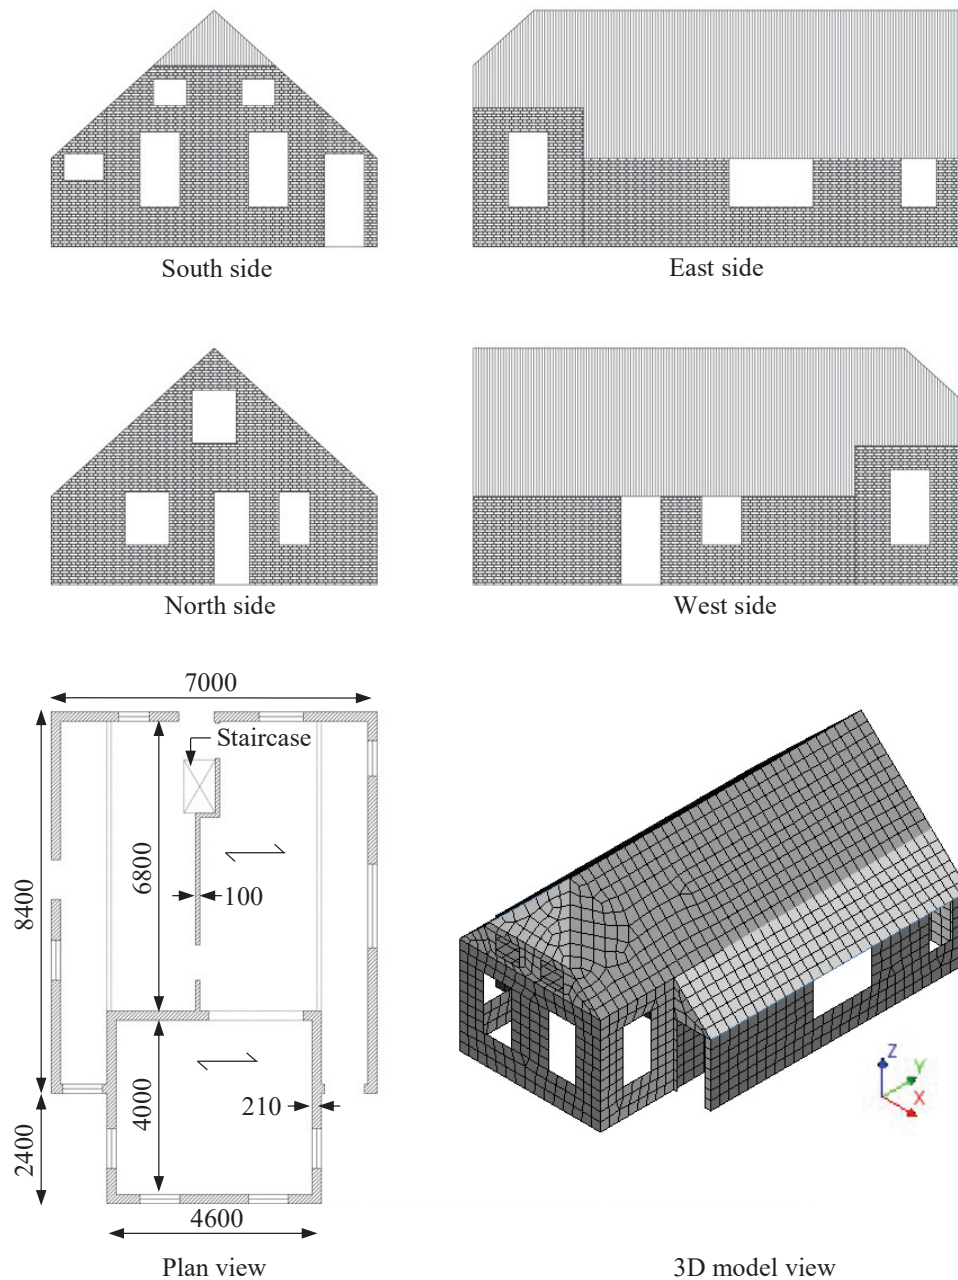 South side
East side
North side
West side
7000
Staircase
8400
6800
100
4000
210
2400
4600
Z
Y
X
Plan view
3D model view